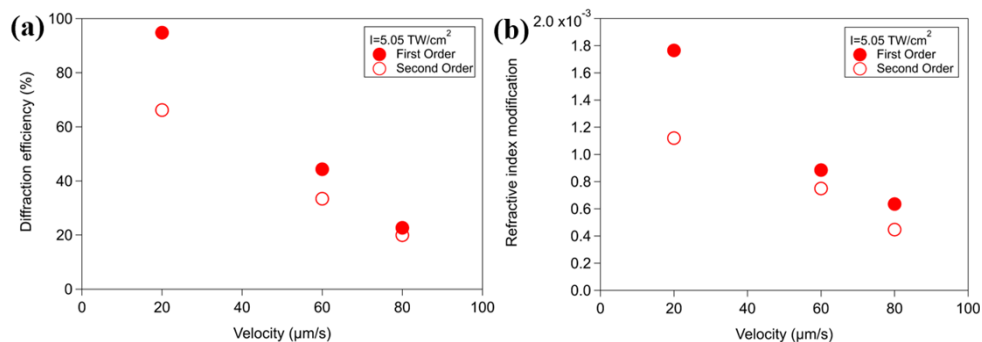 (a)
100
80
60
40
20
0
Diffraction efficiency (%)
I=5.05 TW/cm²
First Order
Second Order
0 20 40 60 80 100
Velocity (µm/s)
(b)
2.0 x10⁻³
1.8
1.6
1.4
1.2
1.0
0.8
0.6
0.4
0.2
0.0
Refractive index modification
I=5.05 TW/cm²
First Order
Second Order
0 20 40 60 80 100
Velocity (µm/s)